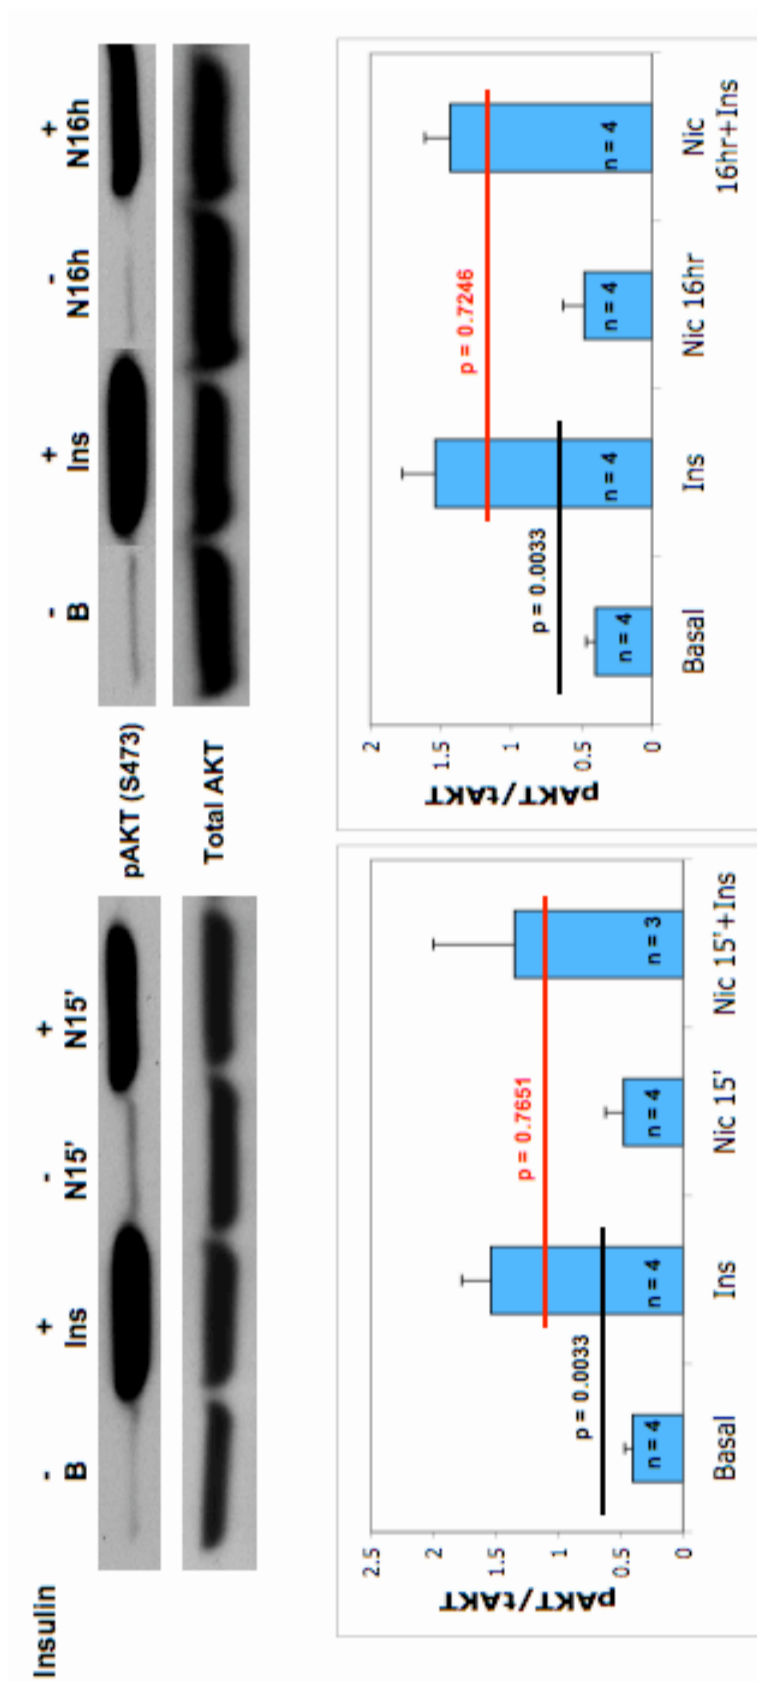 Insulin - + - + - + - +
B Ins N15' N15' B Ins N16h N16h
pAKT (S473)
Total AKT
pAKT/tAKT
2.5
2
1.5
1
0.5
0
p = 0.0033
p = 0.7651
n = 4
n = 4
n = 4
n = 3
Basal Ins Nic 15' Nic 15'+Ins
pAKT/tAKT
2
1.5
1
0.5
0
p = 0.0033
p = 0.7246
n = 4
n = 4
n = 4
n = 4
Basal Ins Nic 16hr Nic
16hr+Ins